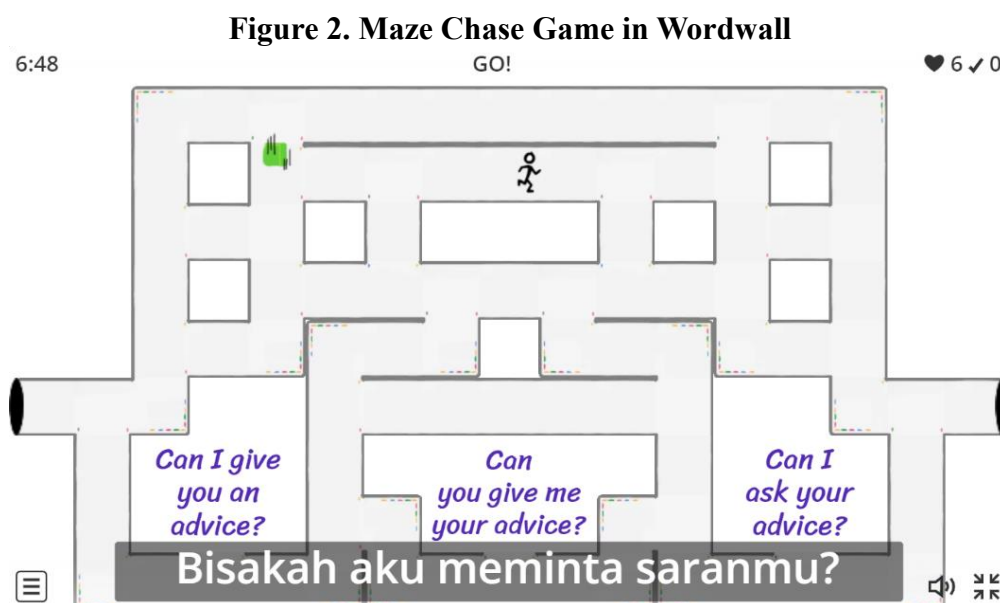 Figure 2. Maze Chase Game in Wordwall
6:48
GO!
6 ✓ 0
Can I give
you an
advice?
Can
you give me
your advice?
Can I
ask your
advice?
Bisakah aku meminta saranmu?